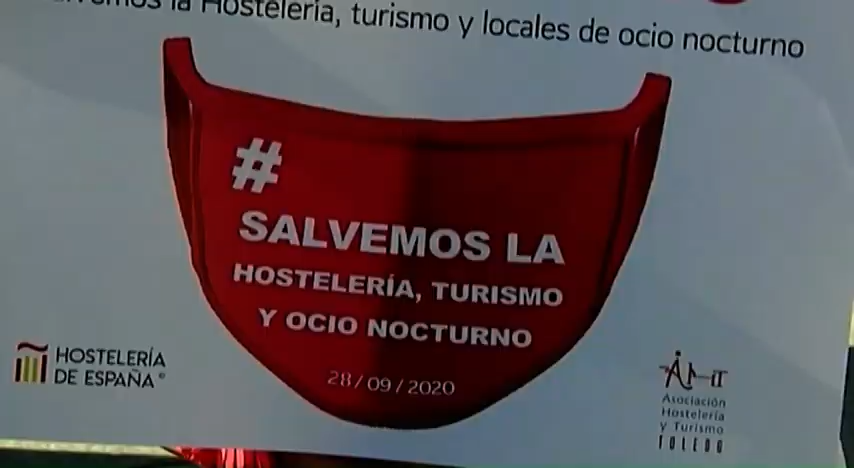 la Hostelería, turismo y locales de ocio nocturno
#
SALVEMOS LA
HOSTELERÍA, TURISMO
Y OCIO NOCTURNO
28/09/2020
HOSTELERÍA
DE ESPAÑA
Asociación
Hostelería
y Turismo
TOLEDO